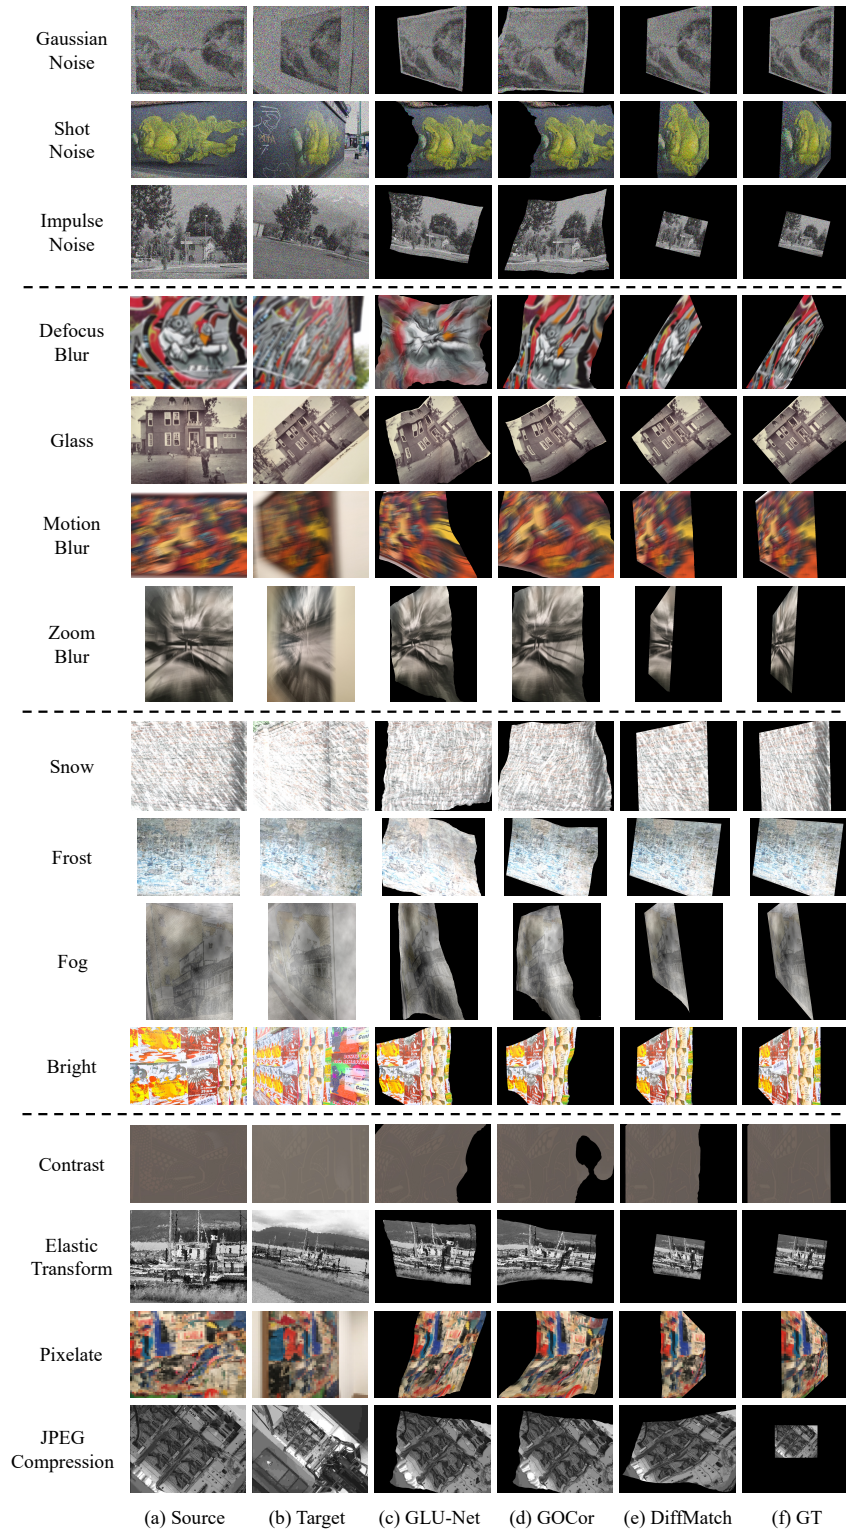 Gaussian
Noise
Shot
Noise
Impulse
Noise
Defocus
Blur
Glass
Motion
Blur
Zoom
Blur
Snow
Frost
Fog
Bright
Contrast
Elastic
Transform
Pixelate
JPEG
Compression
(a) Source (b) Target (c) GLU-Net (d) GOCor (e) DiffMatch (f) GT